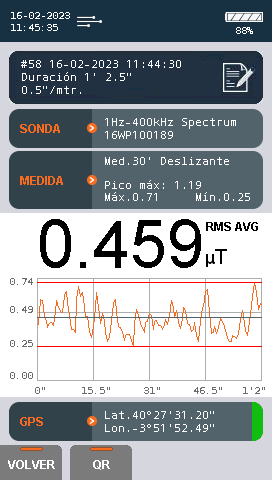 16-02-2023
11:45:35
88%
#58 16-02-2023 11:44:30
Duración 1' 2.5"
0.5"/mtr.
SONDA
1Hz-400kHz Spectrum
16WP100189
MEDIDA
Med.30' Deslizante
Pico máx: 1.19
Máx.0.71 Mín.0.25
0.459 RMS AVG
µT
0.74
0.49
0.25
0.00
0" 15.5" 31" 46.5" 1'2"
GPS
Lat.40°27'31.20"
Lon.-3°51'52.49"
VOLVER QR